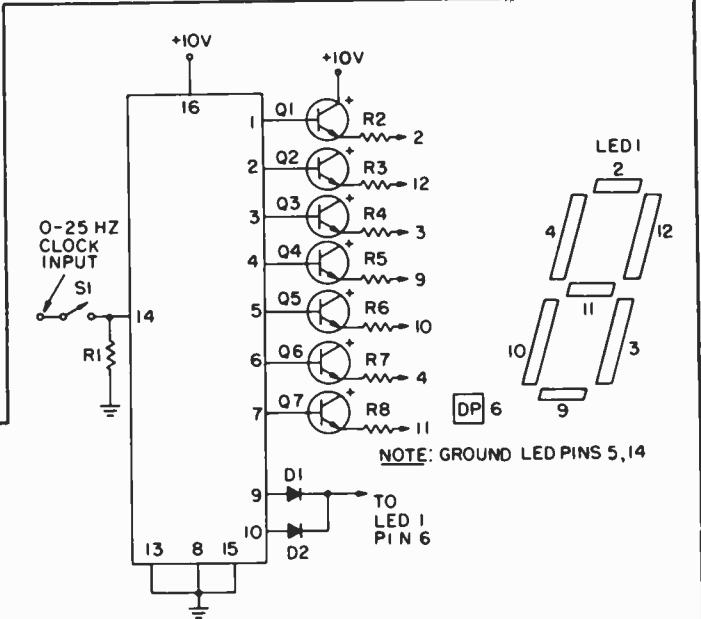 +10V
+10V
16
1 Q1 + R2 2
2 Q2 + R3 12
3 Q3 + R4 3
4 Q4 + R5 9
5 Q5 + R6 10
6 Q6 + R7 4
7 Q7 + R8 11
0-25 HZ
CLOCK
INPUT
S1
14
R1
LED1
2
4
12
11
10
3
9
DP 6
NOTE: GROUND LED PINS 5,14
9 D1
10 D2
TO
LED 1
PIN 6
13 8 15